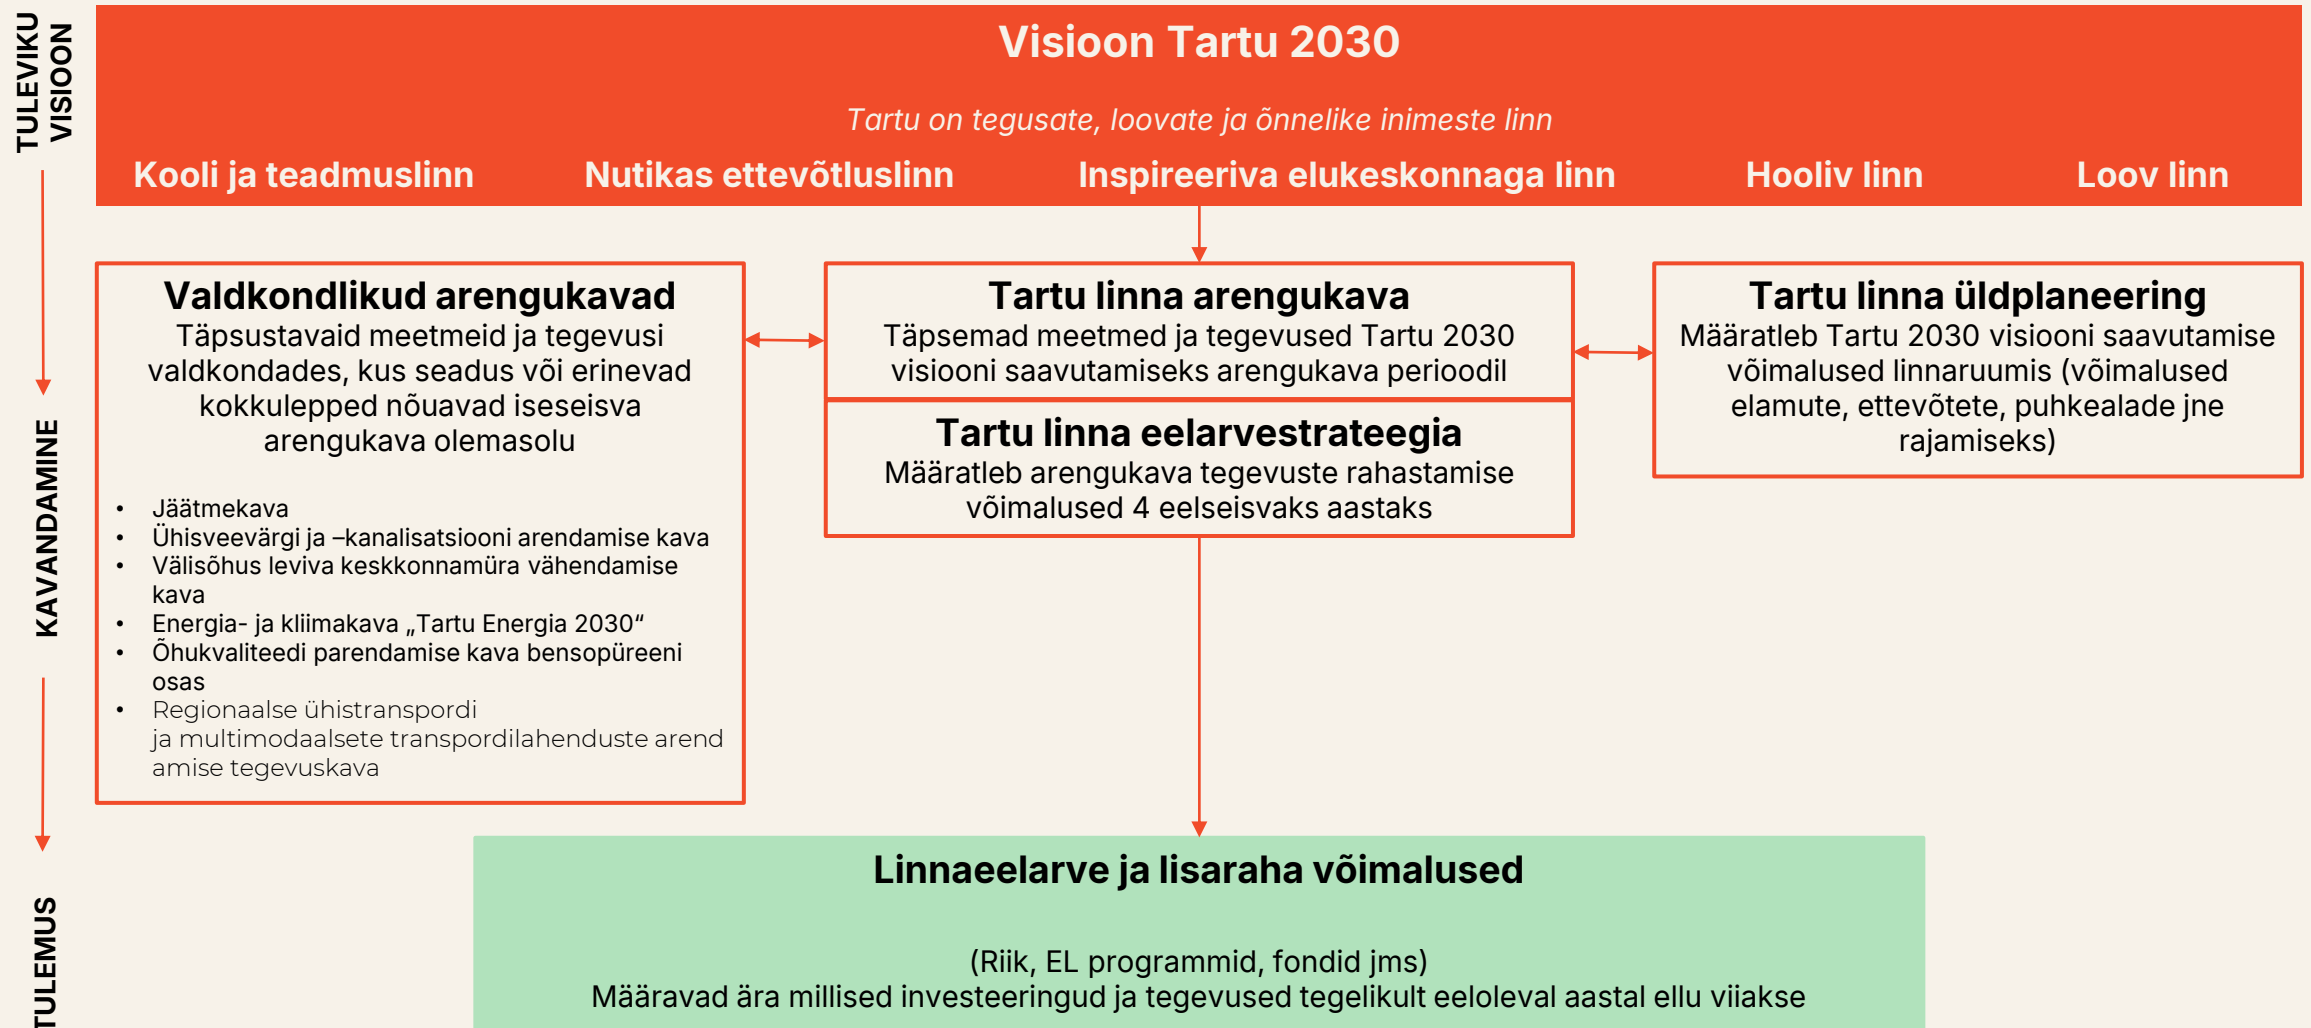 TULEVIKU
VISIOON
Visioon Tartu 2030
Tartu on tegusate, loovate ja õnnelike inimeste linn
Kooli ja teadmuslinn
Nutikas ettevõtluslinn
Inspireeriva elukeskonnaga linn
Hooliv linn
Loov linn
KAVANDAMINE
Valdkondlikud arengukavad
Täpsustavaid meetmeid ja tegevusi
valdkondades, kus seadus või erinevad
kokkulepped nõuavad iseseisva
arengukava olemasolu
• Jäätmekava
• Ühisveevärgi ja –kanalisatsiooni arendamise kava
• Välisõhus leviva keskkonnamüra vähendamise
kava
• Energia- ja kliimakava „Tartu Energia 2030“
• Õhukvaliteedi parendamise kava bensopüreeni
osas
• Regionaalse ühistranspordi
ja multimodaalsete transpordilahenduste arend
amise tegevuskava
Tartu linna arengukava
Täpsemad meetmed ja tegevused Tartu 2030
visiooni saavutamiseks arengukava perioodil
Tartu linna eelarvestrateegia
Määratleb arengukava tegevuste rahastamise
võimalused 4 eelseisvaks aastaks
Tartu linna üldplaneering
Määratleb Tartu 2030 visiooni saavutamise
võimalused linnaruumis (võimalused
elamute, ettevõtete, puhkealade jne
rajamiseks)
TULEMUS
Linnaeelarve ja lisaraha võimalused
(Riik, EL programmid, fondid jms)
Määravad ära millised investeeringud ja tegevused tegelikult eeloleval aastal ellu viiakse